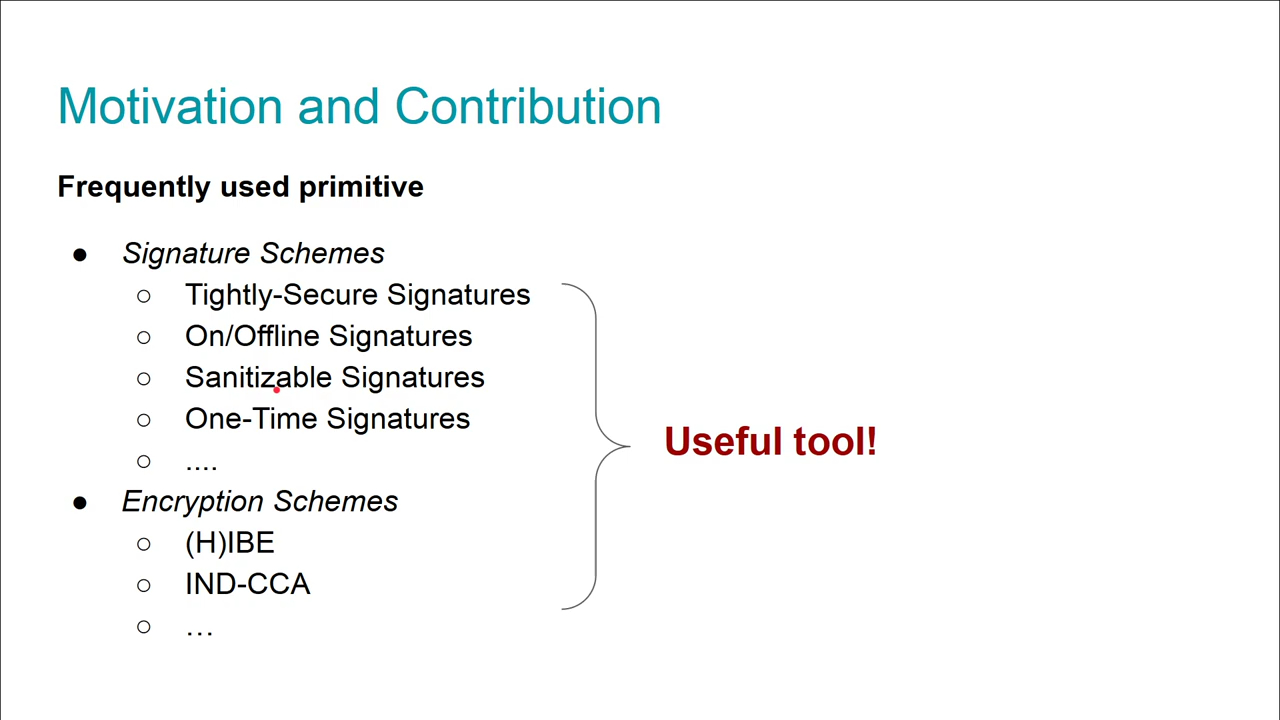 Motivation and Contribution
Frequently used primitive
● Signature Schemes
○ Tightly-Secure Signatures
○ On/Offline Signatures
○ Sanitizable Signatures
○ One-Time Signatures
○ ....
● Encryption Schemes
○ (H)IBE
○ IND-CCA
○ …
Useful tool!